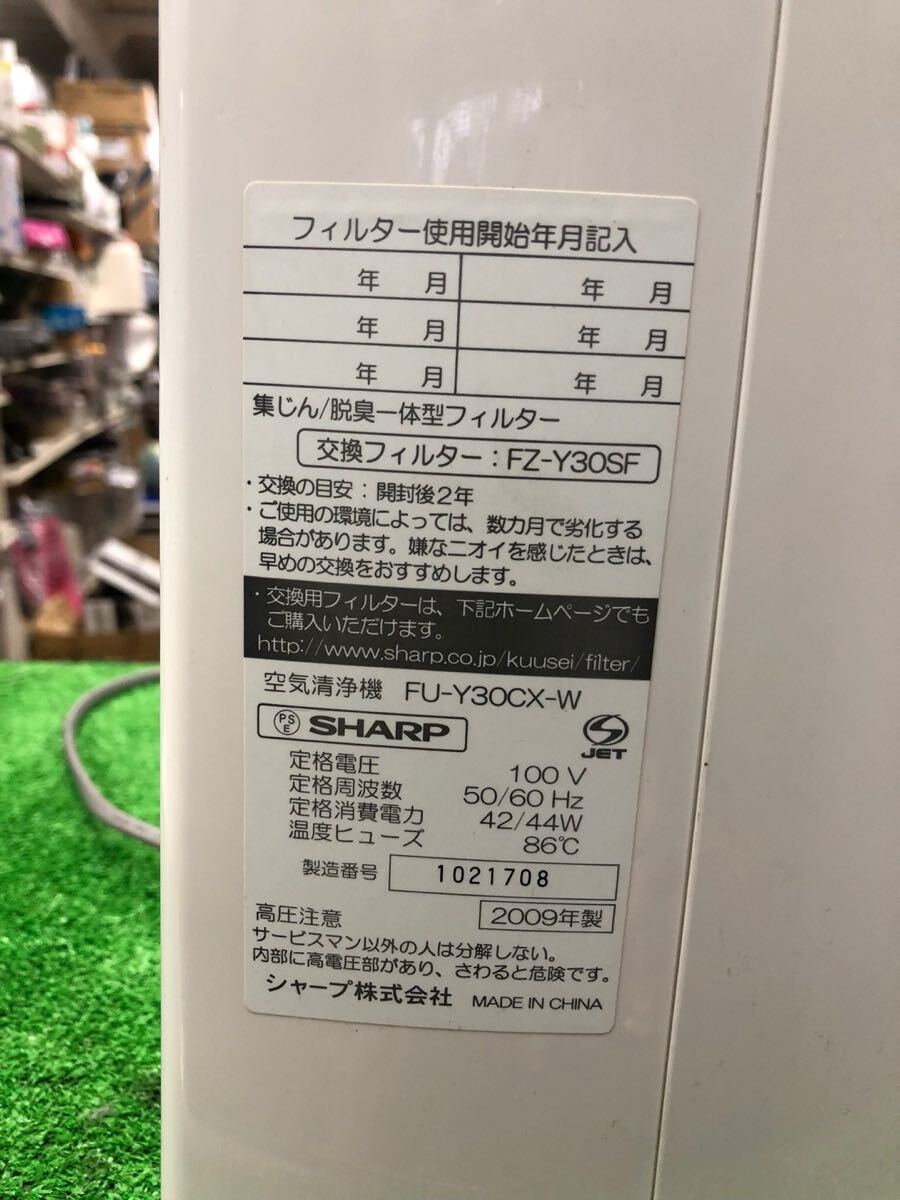 フィルター使用開始年月記入
年 月 年 月
年 月 年 月
年 月 年 月
集じん/脱臭一体型フィルター
交換フィルター：FZ-Y30SF
・交換の目安：開封後2年
・ご使用の環境によっては、数カ月で劣化する
場合があります。嫌なニオイを感じたときは、
早めの交換をおすすめします。
・交換用フィルターは、下記ホームページでも
ご購入いただけます。
http://www.sharp.co.jp/kuusei/filter/
空気清浄機 FU-Y30CX-W
PSE SHARP
JET
定格電圧 100 V
定格周波数 50/60 Hz
定格消費電力 42/44W
温度ヒューズ 86℃
製造番号 1021708
高圧注意 2009年製
サービスマン以外の人は分解しない。
内部に高電圧部があり、さわると危険です。
シャープ株式会社 MADE IN CHINA